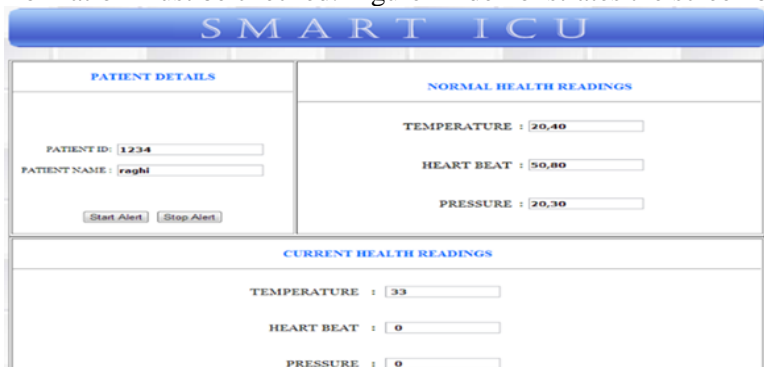 SMART ICU
PATIENT DETAILS
PATIENT ID: 1234
PATIENT NAME : raghi
Start Alert Stop Alert
NORMAL HEALTH READINGS
TEMPERATURE : 20,40
HEART BEAT : 50,80
PRESSURE : 20,30
CURRENT HEALTH READINGS
TEMPERATURE : 33
HEART BEAT : 0
PRESSURE : 0